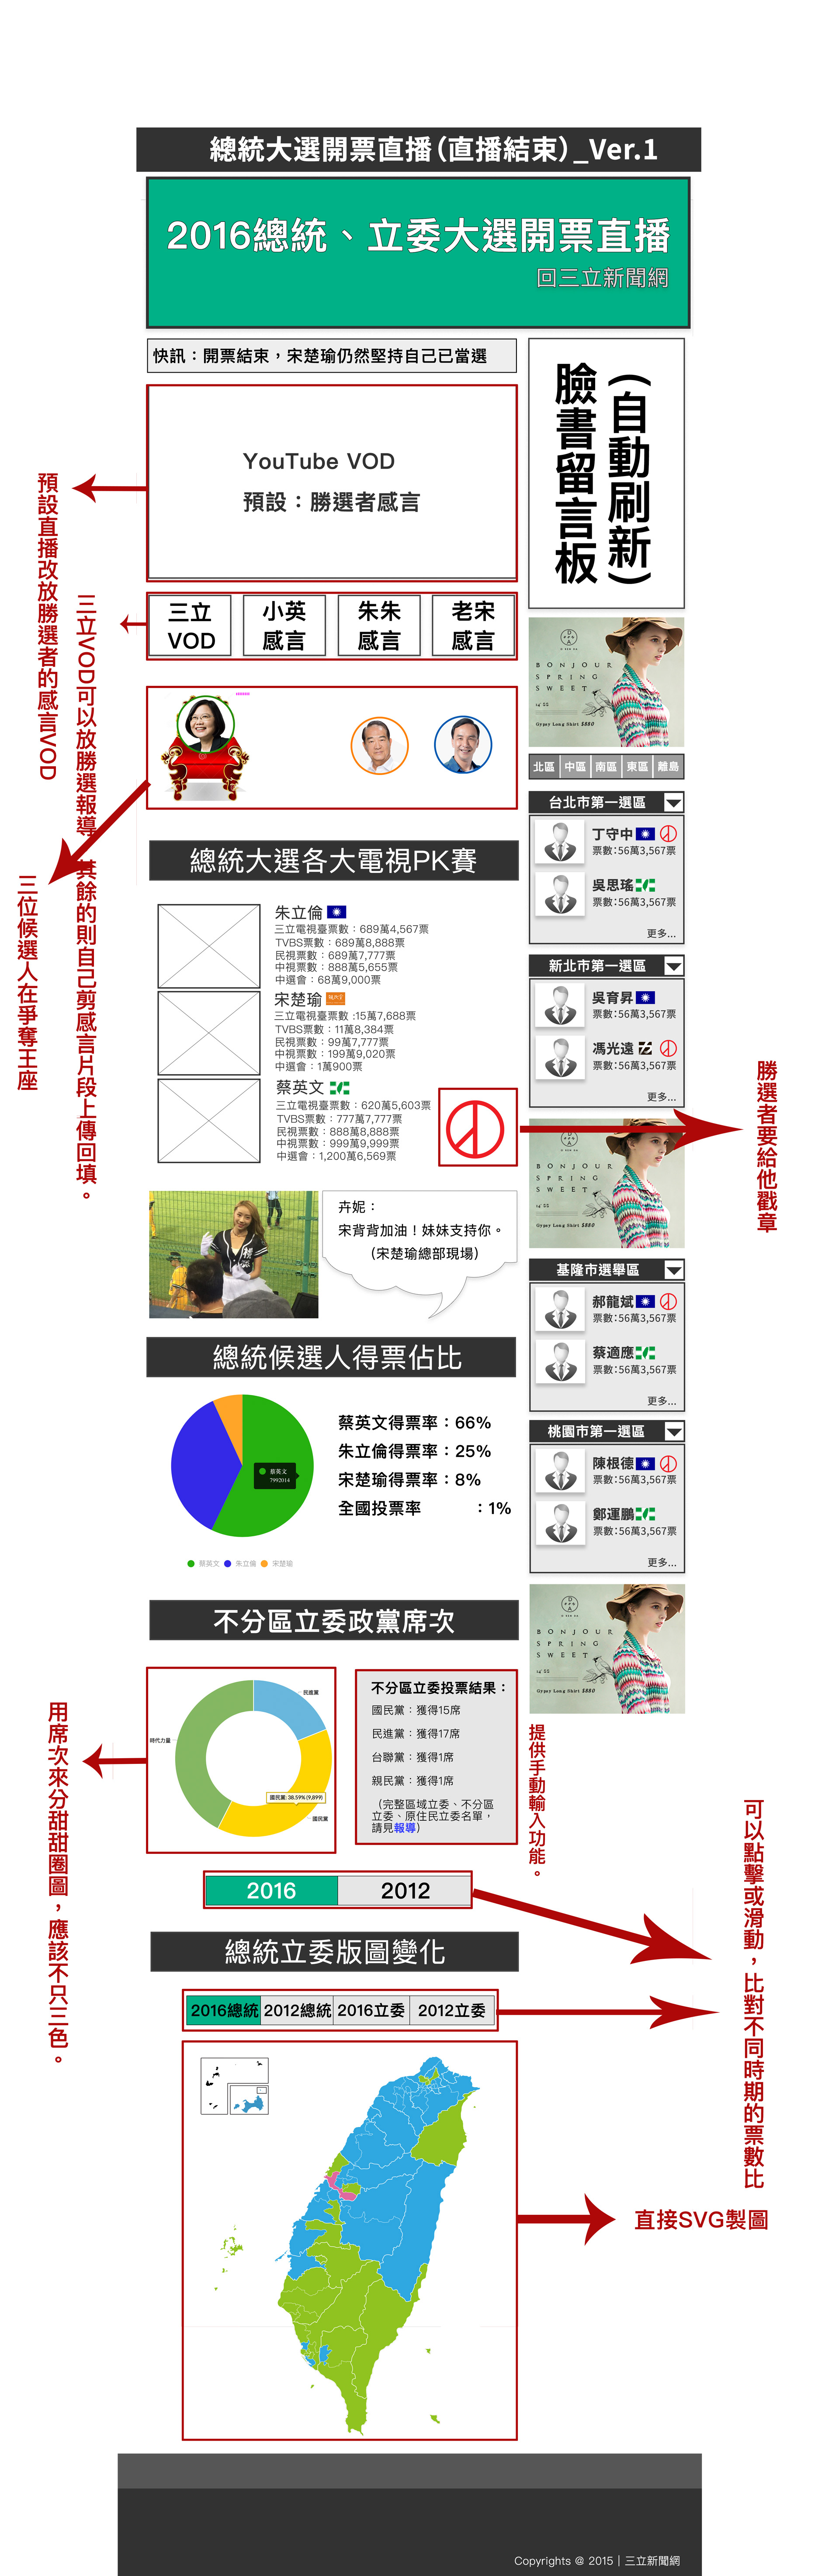 總統大選開票直播(直播結束)_Ver.1
2016總統、立委大選開票直播
回三立新聞網
快訊：開票結束，宋楚瑜仍然堅持自己已當選
YouTube VOD
預設：勝選者感言
(自動刷新)
臉書留言板
預設直播改放勝選者的感言VOD
三立
VOD
小英
感言
朱朱
感言
老宋
感言
三立VOD可以放勝選報導，其餘的則自己剪感言片段上傳回填。
三位候選人在爭奪王座
BONJOUR
SPRING
SWEET
Gypsy Long Shirt $880
北區
中區
南區
東區
離島
總統大選各大電視PK賽
朱立倫
三立電視臺票數：689萬4,567票
TVBS票數：689萬8,888票
民視票數：689萬7,777票
中視票數：888萬5,655票
中選會：68萬9,000票
宋楚瑜
三立電視臺票數 :15萬7,688票
TVBS票數：11萬8,384票
民視票數：99萬7,777票
中視票數：199萬9,020票
中選會：1萬900票
蔡英文
三立電視臺票數：620萬5,603票
TVBS票數：777萬7,777票
民視票數：888萬8,888票
中視票數：999萬9,999票
中選會：1,200萬6,569票
勝選者要給他戳章
台北市第一選區
丁守中
票數:56萬3,567票
吳思瑤
票數:56萬3,567票
更多...
新北市第一選區
吳育昇
票數:56萬3,567票
馮光遠
票數:56萬3,567票
更多...
BONJOUR
SPRING
SWEET
Gypsy Long Shirt $880
基隆市選舉區
郝龍斌
票數:56萬3,567票
蔡適應
票數:56萬3,567票
更多...
桃園市第一選區
陳根德
票數:56萬3,567票
鄭運鵬
票數:56萬3,567票
更多...
BONJOUR
SPRING
SWEET
Gypsy Long Shirt $880
卉妮：
宋背背加油！妹妹支持你。
（宋楚瑜總部現場）
總統候選人得票佔比
蔡英文
7992014
蔡英文 朱立倫 宋楚瑜
蔡英文得票率：66%
朱立倫得票率：25%
宋楚瑜得票率：8%
全國投票率 ：1%
不分區立委政黨席次
民進黨
時代力量
國民黨: 38.59% (9,899)
國民黨
不分區立委投票結果：
國民黨：獲得15席
民進黨：獲得17席
台聯黨：獲得1席
親民黨：獲得1席
（完整區域立委、不分區
立委、原住民立委名單，
請見報導）
提供手動輸入功能。
用席次來分甜甜圈圖，應該不只三色。
2016
2012
可以點擊或滑動，比對不同時期的票數比
總統立委版圖變化
2016總統
2012總統
2016立委
2012立委
直接SVG製圖
Copyrights @ 2015 | 三立新聞網